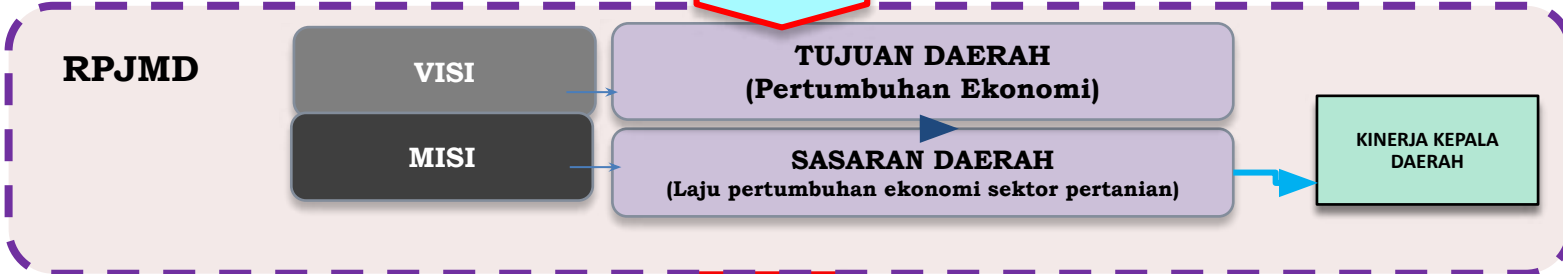 RPJMD
VISI
TUJUAN DAERAH
(Pertumbuhan Ekonomi)
MISI
SASARAN DAERAH
(Laju pertumbuhan ekonomi sektor pertanian)
KINERJA KEPALA
DAERAH